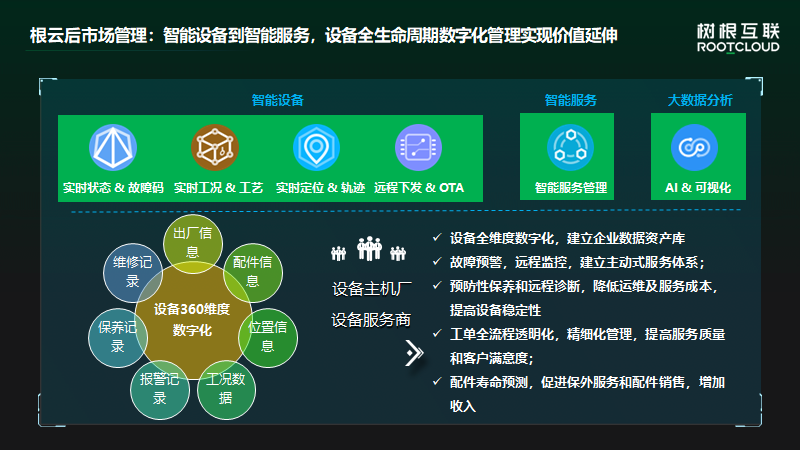 根云后市场管理：智能设备到智能服务，设备全生命周期数字化管理实现价值延伸
树根互联
ROOTCLOUD
智能设备
智能服务
大数据分析
实时状态 & 故障码
实时工况 & 工艺
实时定位 & 轨迹
远程下发 & OTA
智能服务管理
AI & 可视化
出厂信
息
维修记
录
配件信
息
设备360维度
数字化
保养记
录
位置信
息
报警记
录
工况数
据
设备主机厂
设备服务商
✓ 设备全维度数字化，建立企业数据资产库
✓ 故障预警，远程监控，建立主动式服务体系；
✓ 预防性保养和远程诊断，降低运维及服务成本，
提高设备稳定性
✓ 工单全流程透明化，精细化管理，提高服务质量
和客户满意度；
✓ 配件寿命预测，促进保外服务和配件销售，增加
收入